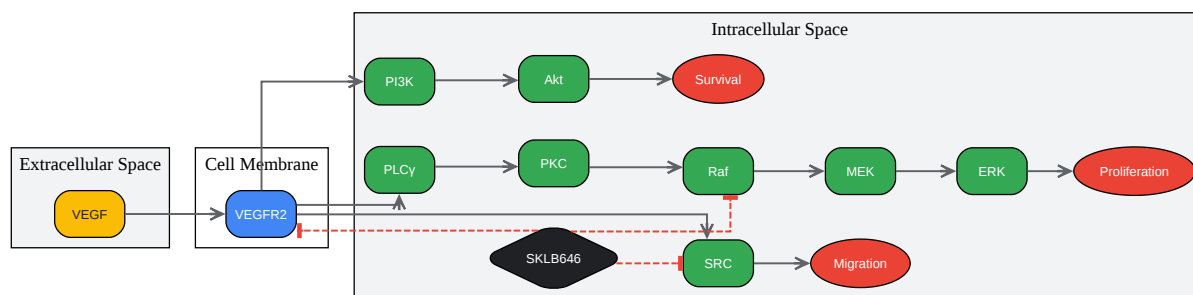 Intracellular Space
PI3K
Akt
Survival
Extracellular Space
Cell Membrane
PLCγ
PKC
Raf
MEK
ERK
Proliferation
VEGF
VEGFR2
SKLB646
SRC
Migration